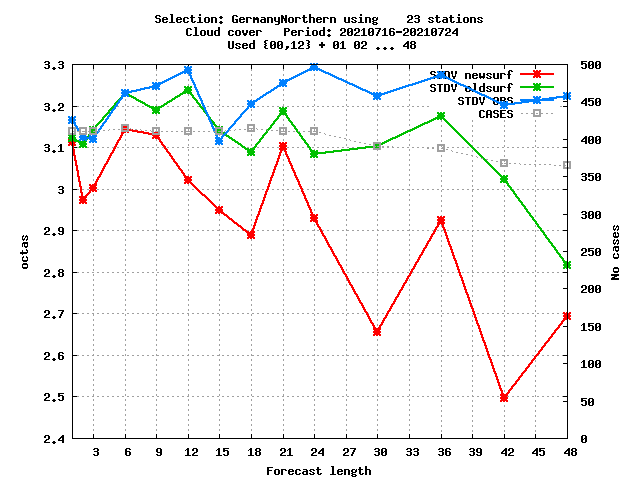 Selection: GermanyNorthern using 23 stations
Cloud cover Period: 20210716-20210724
Used {00,12} + 01 02 ... 48
3,3
3,2
3,1
3
2,9
2,8
2,7
2,6
2,5
2,4
500
450
400
350
300
250
200
150
100
50
0
STDV newsurf
STDV oldsurf
STDV
CASES
octas
No cases
3 6 9 12 15 18 21 24 27 30 33 36 39 42 45 48
Forecast length